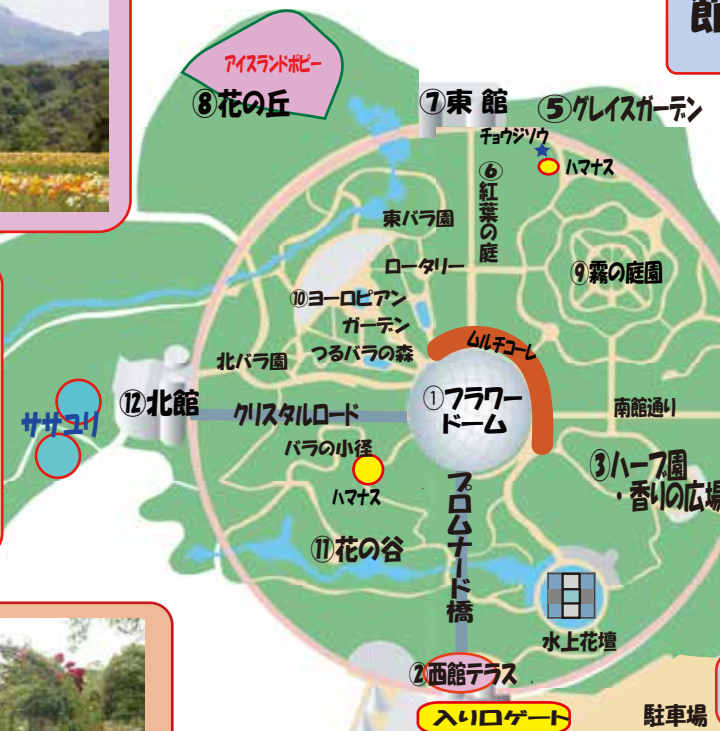 館
アイスランドポピー
⑧花の丘
⑦東 館
⑤グレイスガーデン
チョウジソウ
ハマナス
⑥紅葉の庭
東バラ園
ロータリー
⑨霧の庭園
⑩ヨーロピアン
ガーデン
つるバラの森
ムルチコーレ
北バラ園
①フラワー
ドーム
⑫北館
クリスタルロード
南館通り
ササユリ
バラの小径
ハマナス
③ハーブ園
・香りの広場
プロムナード橋
⑪花の谷
水上花壇
②西館テラス
入り口ゲート
駐車場